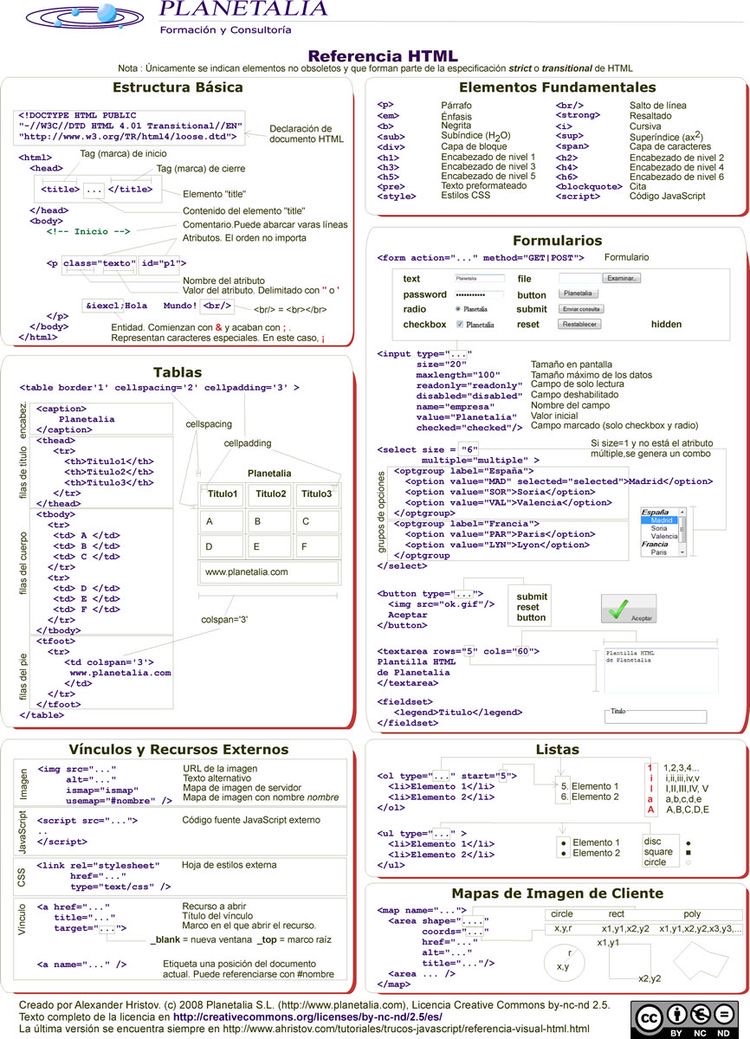 PLANETALIA
Formación y Consultoría
Referencia HTML
Nota : Únicamente se indican elementos no obsoletos y que forman parte de la especificación strict o transitional de HTML
Estructura Básica
<!DOCTYPE HTML PUBLIC
"-//W3C//DTD HTML 4.01 Transitional//EN"
"http://www.w3.org/TR/html4/loose.dtd">
Declaración de
documento HTML
Tag (marca) de inicio
<html>
<head>
Tag (marca) de cierre
<title> ... </title>
Elemento "title"
</head>
Contenido del elemento "title"
<body>
Comentario.Puede abarcar varas líneas
<!-- Inicio -->
Atributos. El orden no importa
<p class="texto" id="p1">
Nombre del atributo
Valor del atributo. Delimitado con " o '
&iexcl;Hola Mundo! <br/>
<br/> = <br></br>
</p>
</body>
Entidad. Comienzan con & y acaban con ; .
</html>
Representan caracteres especiales. En este caso, ¡
Elementos Fundamentales
<p> Párrafo <br/> Salto de línea
<em> Énfasis <strong> Resaltado
<b> Negrita <i> Cursiva
<sub> Subíndice (H2O) <sup> Superíndice (ax2)
<div> Capa de bloque <span> Capa de caracteres
<h1> Encabezado de nivel 1 <h2> Encabezado de nivel 2
<h3> Encabezado de nivel 3 <h4> Encabezado de nivel 4
<h5> Encabezado de nivel 5 <h6> Encabezado de nivel 6
<pre> Texto preformateado <blockquote> Cita
<style> Estilos CSS <script> Código JavaScript
Formularios
<form action="..." method="GET|POST"> Formulario
text Planetalia file Examinar..
password •••••••••••• button Planetalia
radio Planetalia submit Enviar consulta
checkbox Planetalia reset Restablecer hidden
<input type="..."
size="20" Tamaño en pantalla
maxlength="100" Tamaño máximo de los datos
readonly="readonly" Campo de solo lectura
disabled="disabled" Campo deshabilitado
name="empresa" Nombre del campo
value="Planetalia" Valor inicial
checked="checked"/> Campo marcado (solo checkbox y radio)
<select size = "6"
multiple="multiple" >
Si size=1 y no está el atributo
múltiple,se genera un combo
grupos de opciones
<optgroup label="España">
<option value="MAD" selected="selected">Madrid</option>
<option value="SOR">Soria</option>
<option value="VAL">Valencia</option>
</optgroup>
<optgroup label="Francia">
<option value="PAR">Paris</option>
<option value="LYN">Lyon</option>
</optgroup
</select>
España
Madrid
Soria
Valencia
Francia
Paris
<button type="...">
<img src="ok.gif"/>
Aceptar
</button>
submit
reset
button
Aceptar
<textarea rows="5" cols="60">
Plantilla HTML
de Planetalia
</textarea>
Plantilla HTML
de Planetalia
<fieldset>
<legend>Titulo</legend>
</fieldset>
Titulo
Tablas
<table border'1' cellspacing='2' cellpadding='3' >
encabez.
<caption>
Planetalia
</caption>
filas de título
<thead>
<tr>
<th>Titulo1</th>
<th>Titulo2</th>
<th>Titulo3</th>
</tr>
</thead>
filas del cuerpo
<tbody>
<tr>
<td> A </td>
<td> B </td>
<td> C </td>
</tr>
<tr>
<td> D </td>
<td> E </td>
<td> F </td>
</tr>
</tbody>
filas del pie
<tfoot>
<tr>
<td colspan='3'>
www.planetalia.com
</td>
</tr>
</tfoot>
</table>
cellspacing
cellpadding
Planetalia
Titulo1 Titulo2 Titulo3
A B C
D E F
www.planetalia.com
colspan='3'
Vínculos y Recursos Externos
Imagen
<img src="..." URL de la imagen
alt="..." Texto alternativo
ismap="ismap" Mapa de imagen de servidor
usemap="#nombre" /> Mapa de imagen con nombre nombre
JavaScript
<script src="..."> Código fuente JavaScript externo
..
</script>
CSS
<link rel="stylesheet" Hoja de estilos externa
href="..."
type="text/css" />
Vínculo
<a href="..." Recurso a abrir
title="..." Título del vínculo
target="..."> Marco en el que abrir el recurso.
_blank = nueva ventana _top = marco raíz
<a name="..." /> Etiqueta una posición del documento
actual. Puede referenciarse con #nombre
Listas
<ol type="..." start="5">
<li>Elemento 1</li>
<li>Elemento 2</li>
</ol>
5. Elemento 1
6. Elemento 2
1 1,2,3,4...
i i,ii,iii,iv,v
I I,II,III,IV, V
a a,b,c,d,e
A A,B,C,D,E
<ul type="..." >
<li>Elemento 1</li>
<li>Elemento 2</li>
</ul>
● Elemento 1
● Elemento 2
disc ●
square ■
circle ○
Mapas de Imagen de Cliente
<map name="...">
<area shape="...."
coords="..."
href="..."
alt="..."
title="..."/>
<area ... />
</map>
circle rect poly
x,y,r x1,y1,x2,y2 x1,y1,x2,y2,x3,y3,...
r
x,y
x1,y1
x2,y2
Creado por Alexander Hristov. (c) 2008 Planetalia S.L. (http://www.planetalia.com), Licencia Creative Commons by-nc-nd 2.5.
Texto completo de la licencia en http://creativecommons.org/licenses/by-nc-nd/2.5/es/
La última versión se encuentra siempre en http://www.ahristov.com/tutoriales/trucos-javascript/referencia-visual-html.html
cc
BY NC ND